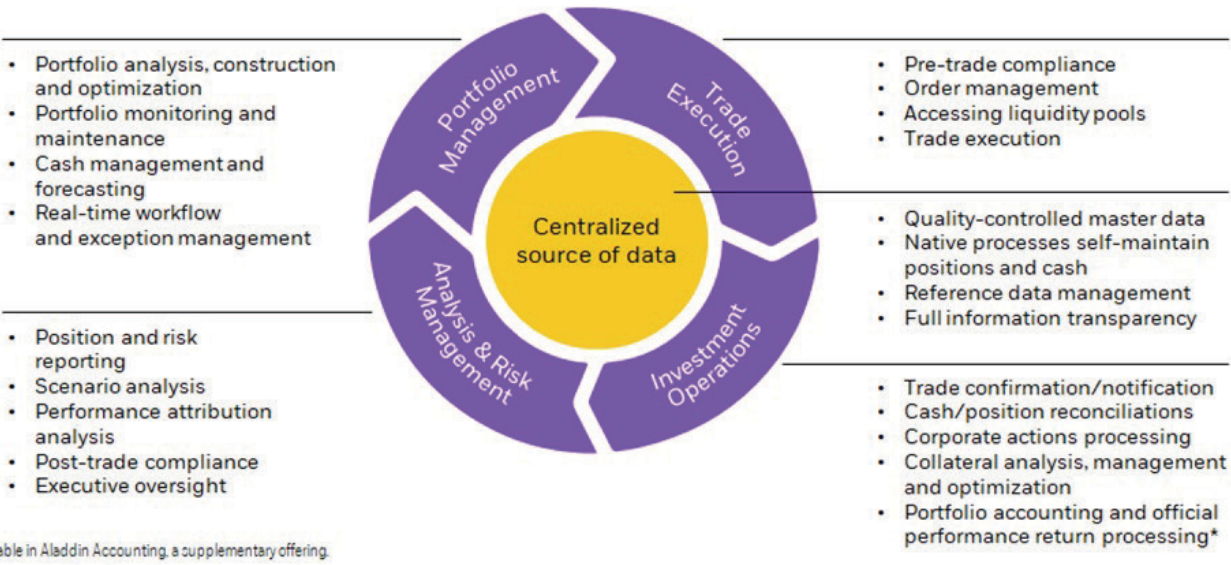 • Portfolio analysis, construction
and optimization
• Portfolio monitoring and
maintenance
• Cash management and
forecasting
• Real-time workflow
and exception management
• Position and risk
reporting
• Scenario analysis
• Performance attribution
analysis
• Post-trade compliance
• Executive oversight
Portfolio
Management
Trade
Execution
Centralized
source of data
Analysis & Risk
Management
Investment
Operations
• Pre-trade compliance
• Order management
• Accessing liquidity pools
• Trade execution
• Quality-controlled master data
• Native processes self-maintain
positions and cash
• Reference data management
• Full information transparency
• Trade confirmation/notification
• Cash/position reconciliations
• Corporate actions processing
• Collateral analysis, management
and optimization
• Portfolio accounting and official
performance return processing*
in Aladdin Accounting, a supplementary offering.